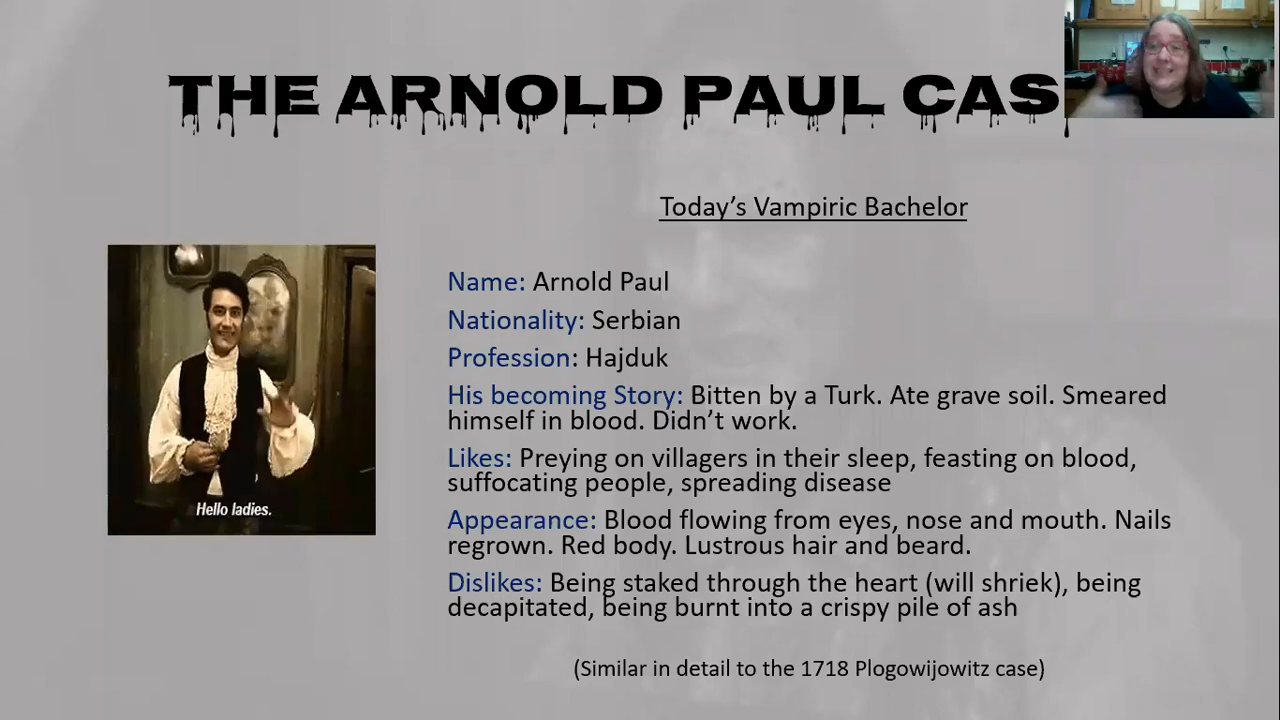 THE ARNOLD PAUL CAS
Today's Vampiric Bachelor
Hello ladies.
Name: Arnold Paul
Nationality: Serbian
Profession: Hajduk
His becoming Story: Bitten by a Turk. Ate grave soil. Smeared
himself in blood. Didn't work.
Likes: Preying on villagers in their sleep, feasting on blood,
suffocating people, spreading disease
Appearance: Blood flowing from eyes, nose and mouth. Nails
regrown. Red body. Lustrous hair and beard.
Dislikes: Being staked through the heart (will shriek), being
decapitated, being burnt into a crispy pile of ash
(Similar in detail to the 1718 Plogowijowitz case)